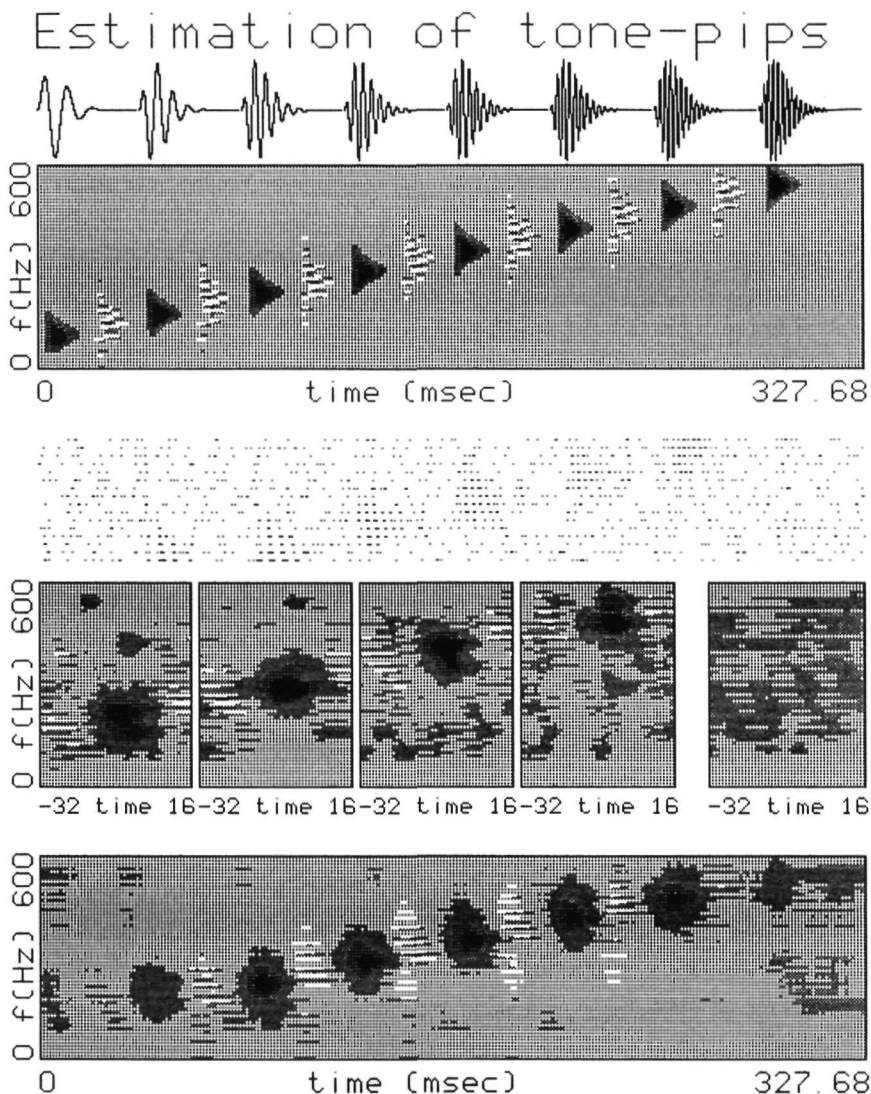 Estimation of tone-pips
0 f(Hz) 600
0 time (msec) 327.68
0 f(Hz) 600
-32 time 16 -32 time 16 -32 time 16 -32 time 16 -32 time 16
0 f(Hz) 600
0 time (msec) 327.68